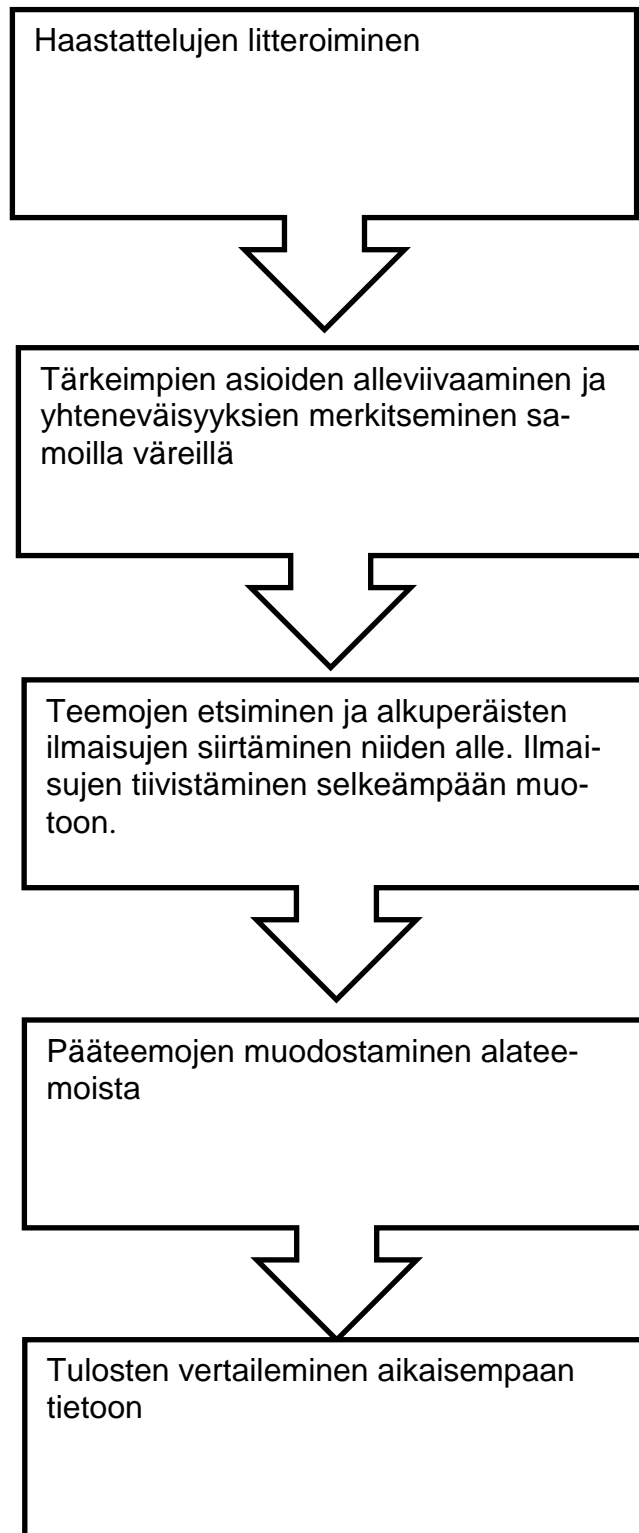 Haastattelujen litteroiminen
Tärkeimpien asioiden alleviivaaminen ja
yhteneväisyyksien merkitseminen sa-
moilla väreillä
Teemojen etsiminen ja alkuperäisten
ilmaisujen siirtäminen niiden alle. Ilmai-
sujen tiivistäminen selkeämpään muo-
toon.
Pääteemojen muodostaminen alatee-
moista
Tulosten vertaileminen aikaisempaan
tietoon